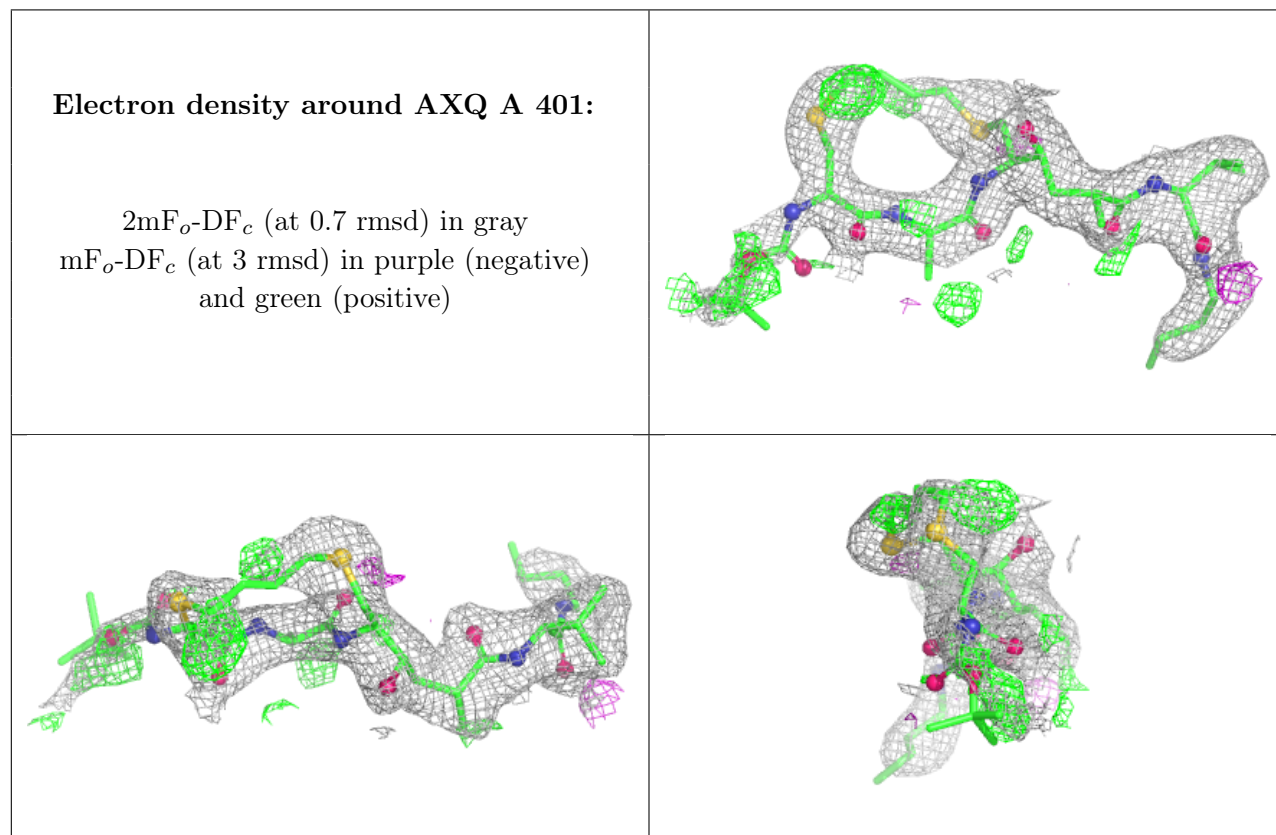 Electron density around AXQ A 401:
2mFo-DFc (at 0.7 rmsd) in gray
mFo-DFc (at 3 rmsd) in purple (negative)
and green (positive)